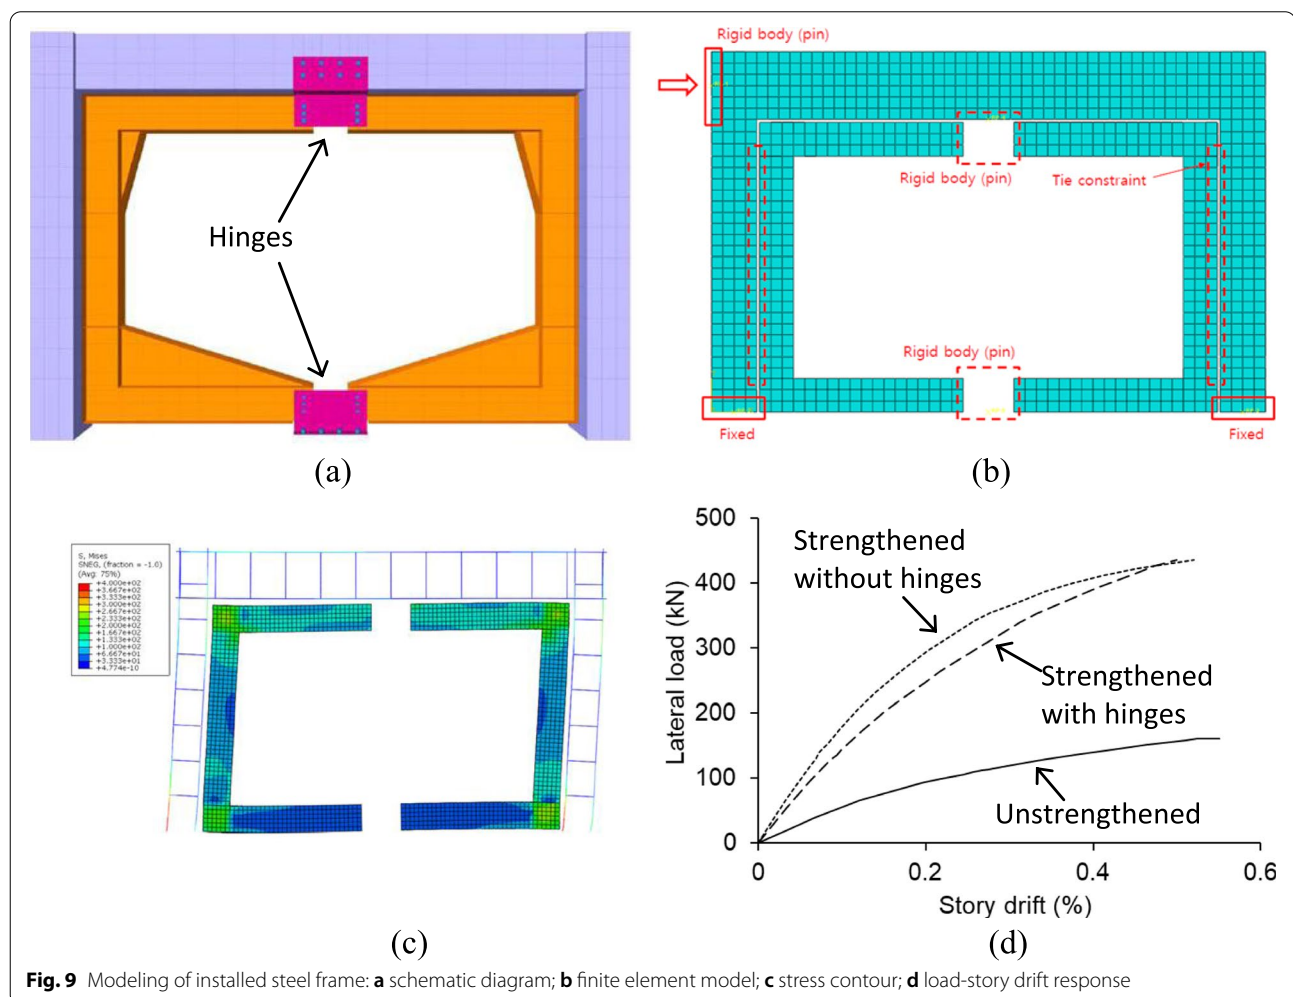 Hinges
(a)
Rigid body (pin)
Rigid body (pin)
Tie constraint
Rigid body (pin)
Fixed
Fixed
(b)
S, Mises
SNEG, (fraction = -1.0)
(Avg: 75%)
+4.000e+02
+3.667e+02
+3.333e+02
+3.000e+02
+2.667e+02
+2.333e+02
+2.000e+02
+1.667e+02
+1.333e+02
+1.000e+02
+6.667e+01
+3.333e+01
+4.774e-10
(c)
Lateral load (kN)
500
400
300
200
100
0
Strengthened
without hinges
Strengthened
with hinges
Unstrengthened
0 0.2 0.4 0.6
Story drift (%)
(d)
Fig. 9 Modeling of installed steel frame: a schematic diagram; b finite element model; c stress contour; d load-story drift response